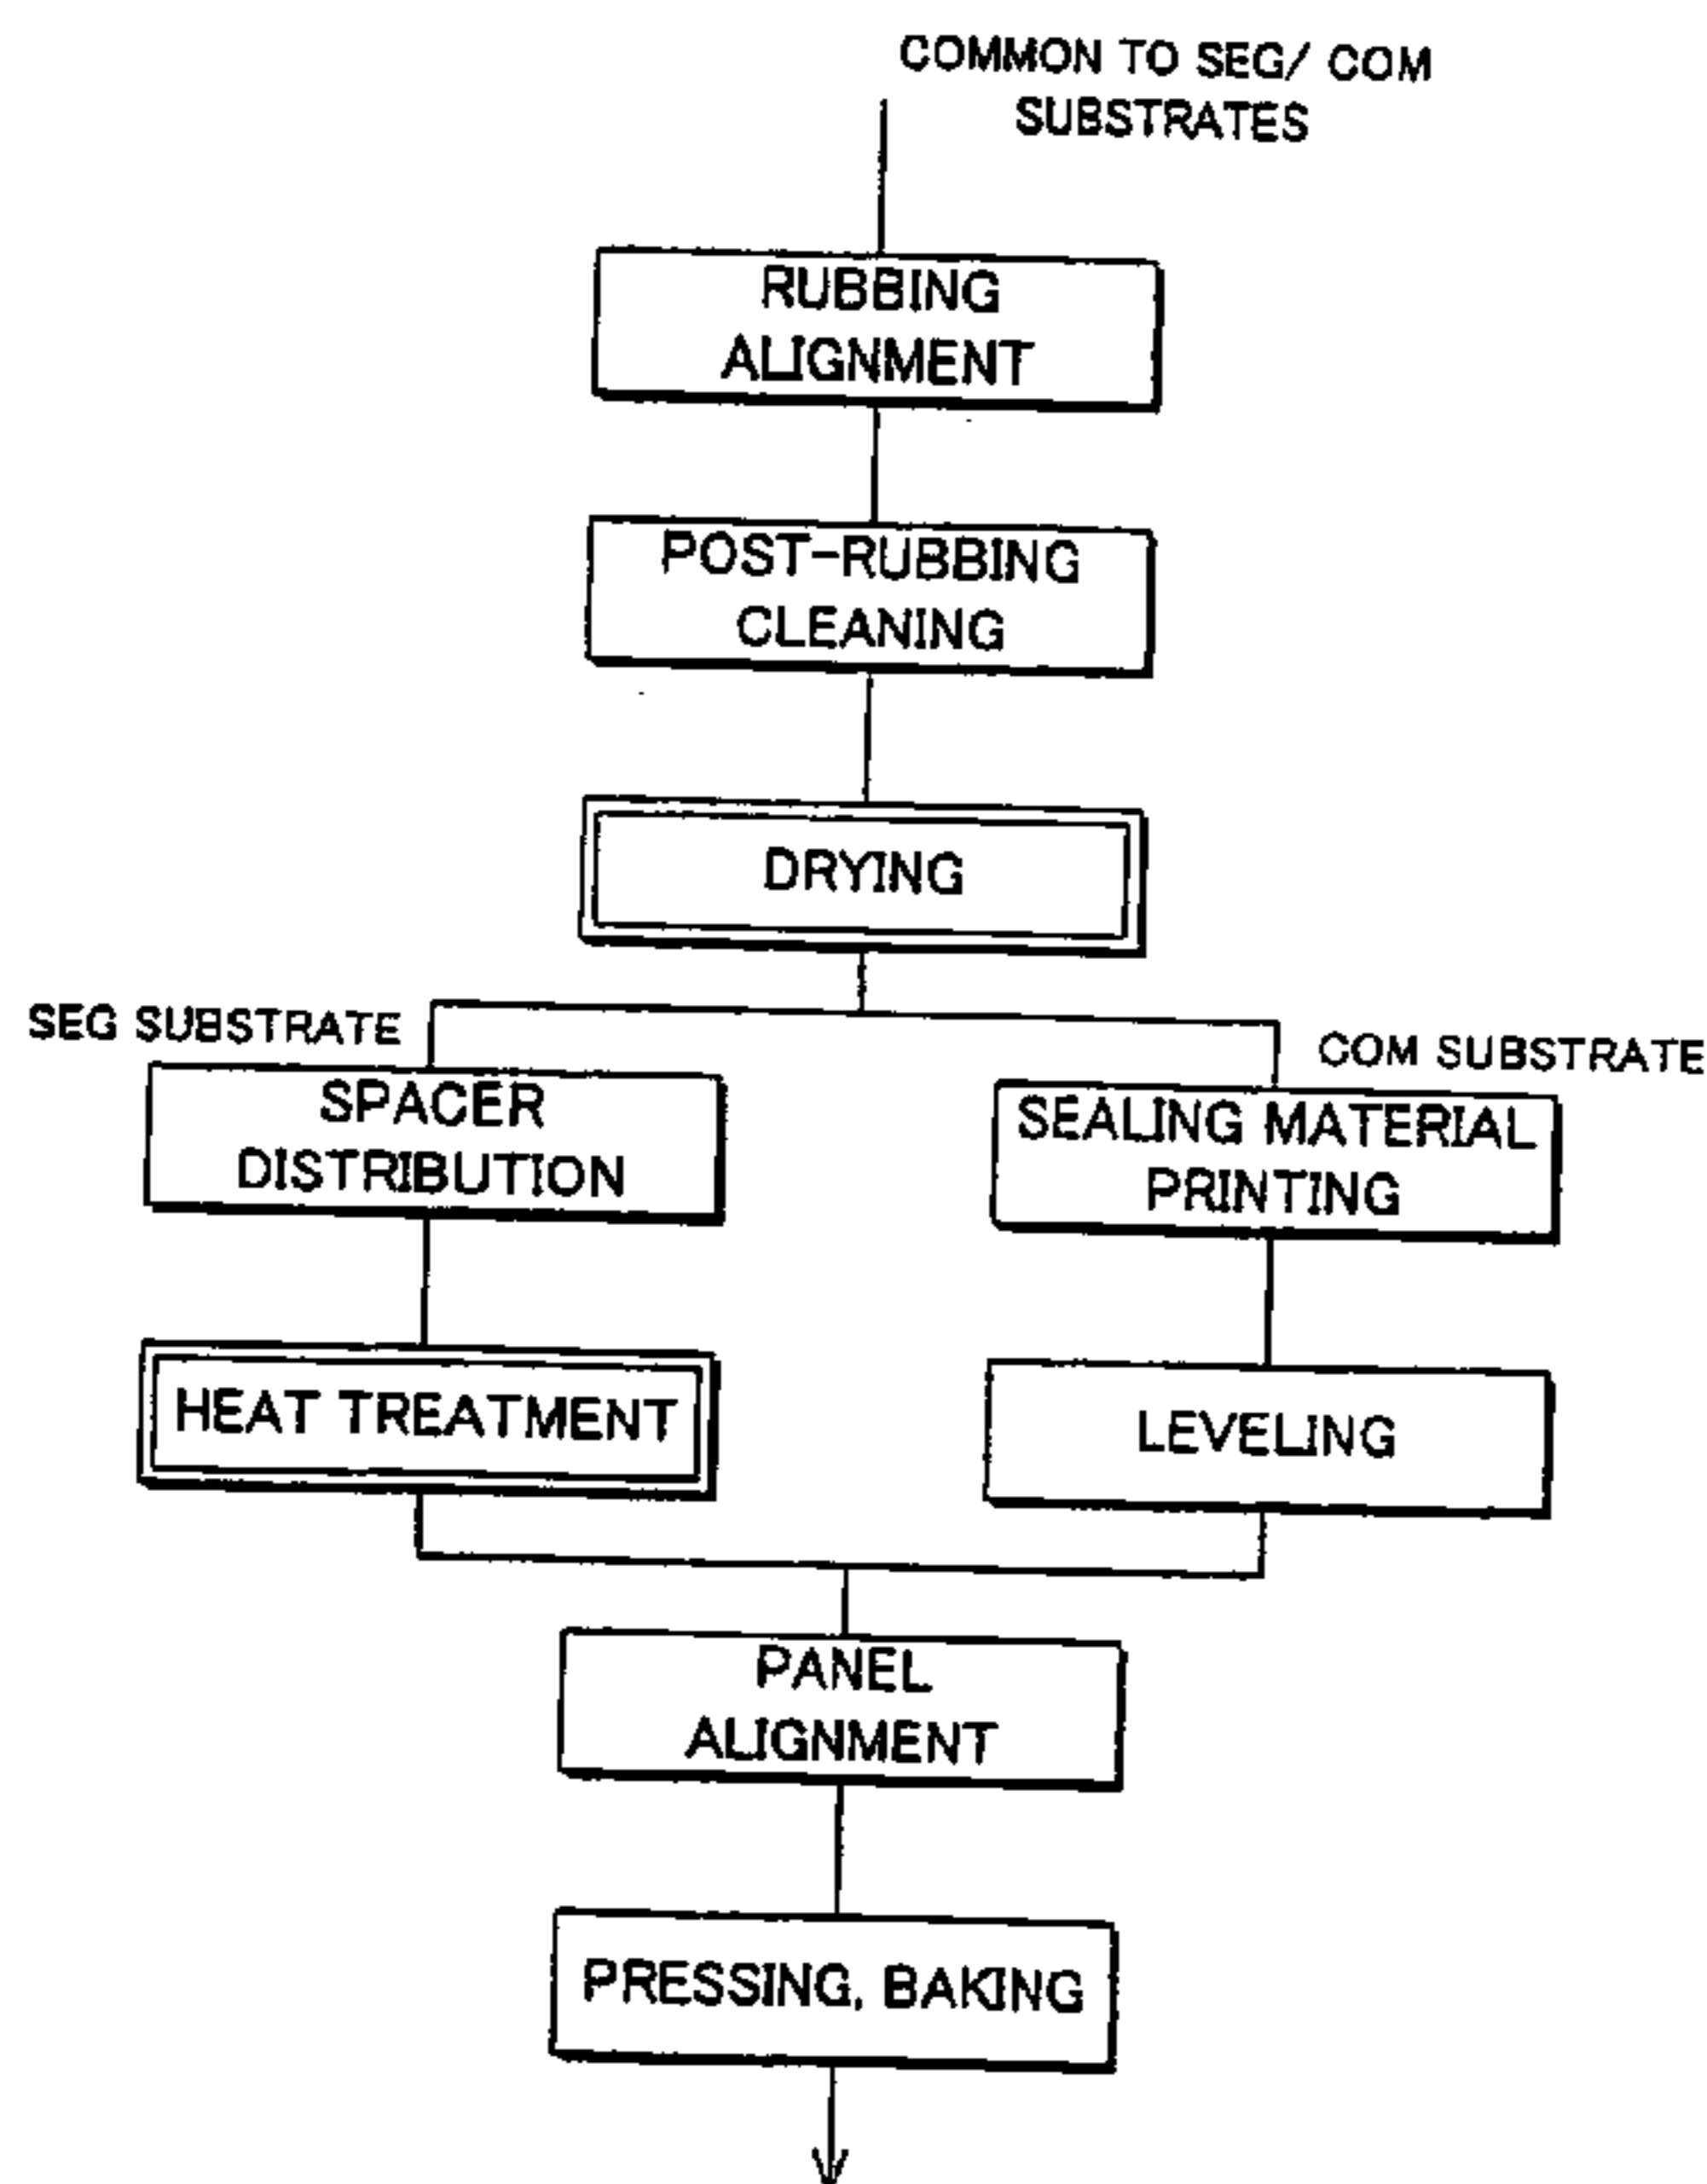 COMMON TO SEG/ COM
SUBSTRATES
RUBBING
ALIGNMENT
POST-RUBBING
CLEANING
DRYING
SEG SUBSTRATE
SPACER
DISTRIBUTION
HEAT TREATMENT
COM SUBSTRATE
SEALING MATERIAL
PRINTING
LEVELING
PANEL
ALIGNMENT
PRESSING, BAKING